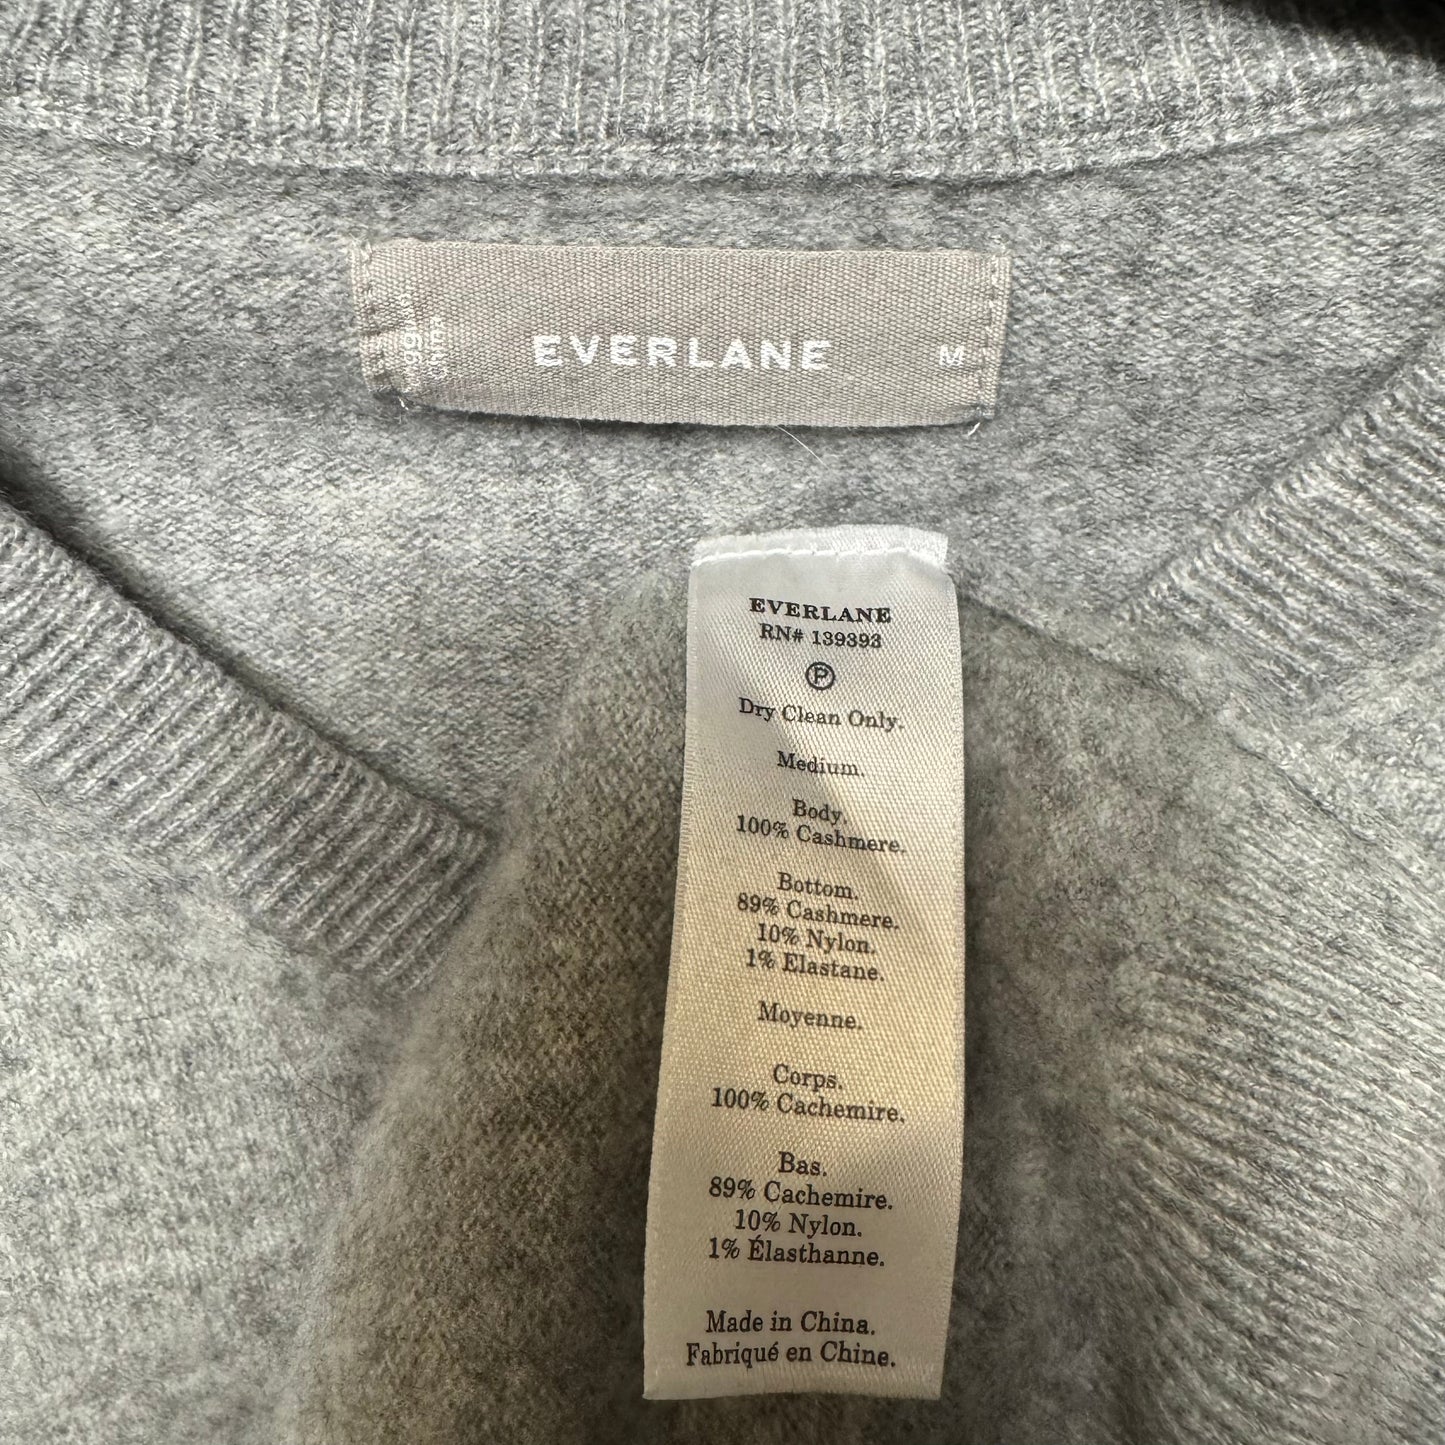 EVERLANE M
EVERLANE
RN# 139393
P
Dry Clean Only.
Medium.
Body.
100% Cashmere.
Bottom.
89% Cashmere.
10% Nylon.
1% Elastane.
Moyenne.
Corps.
100% Cachemire.
Bas.
89% Cachemire.
10% Nylon.
1% Élasthanne.
Made in China.
Fabriqué en Chine.